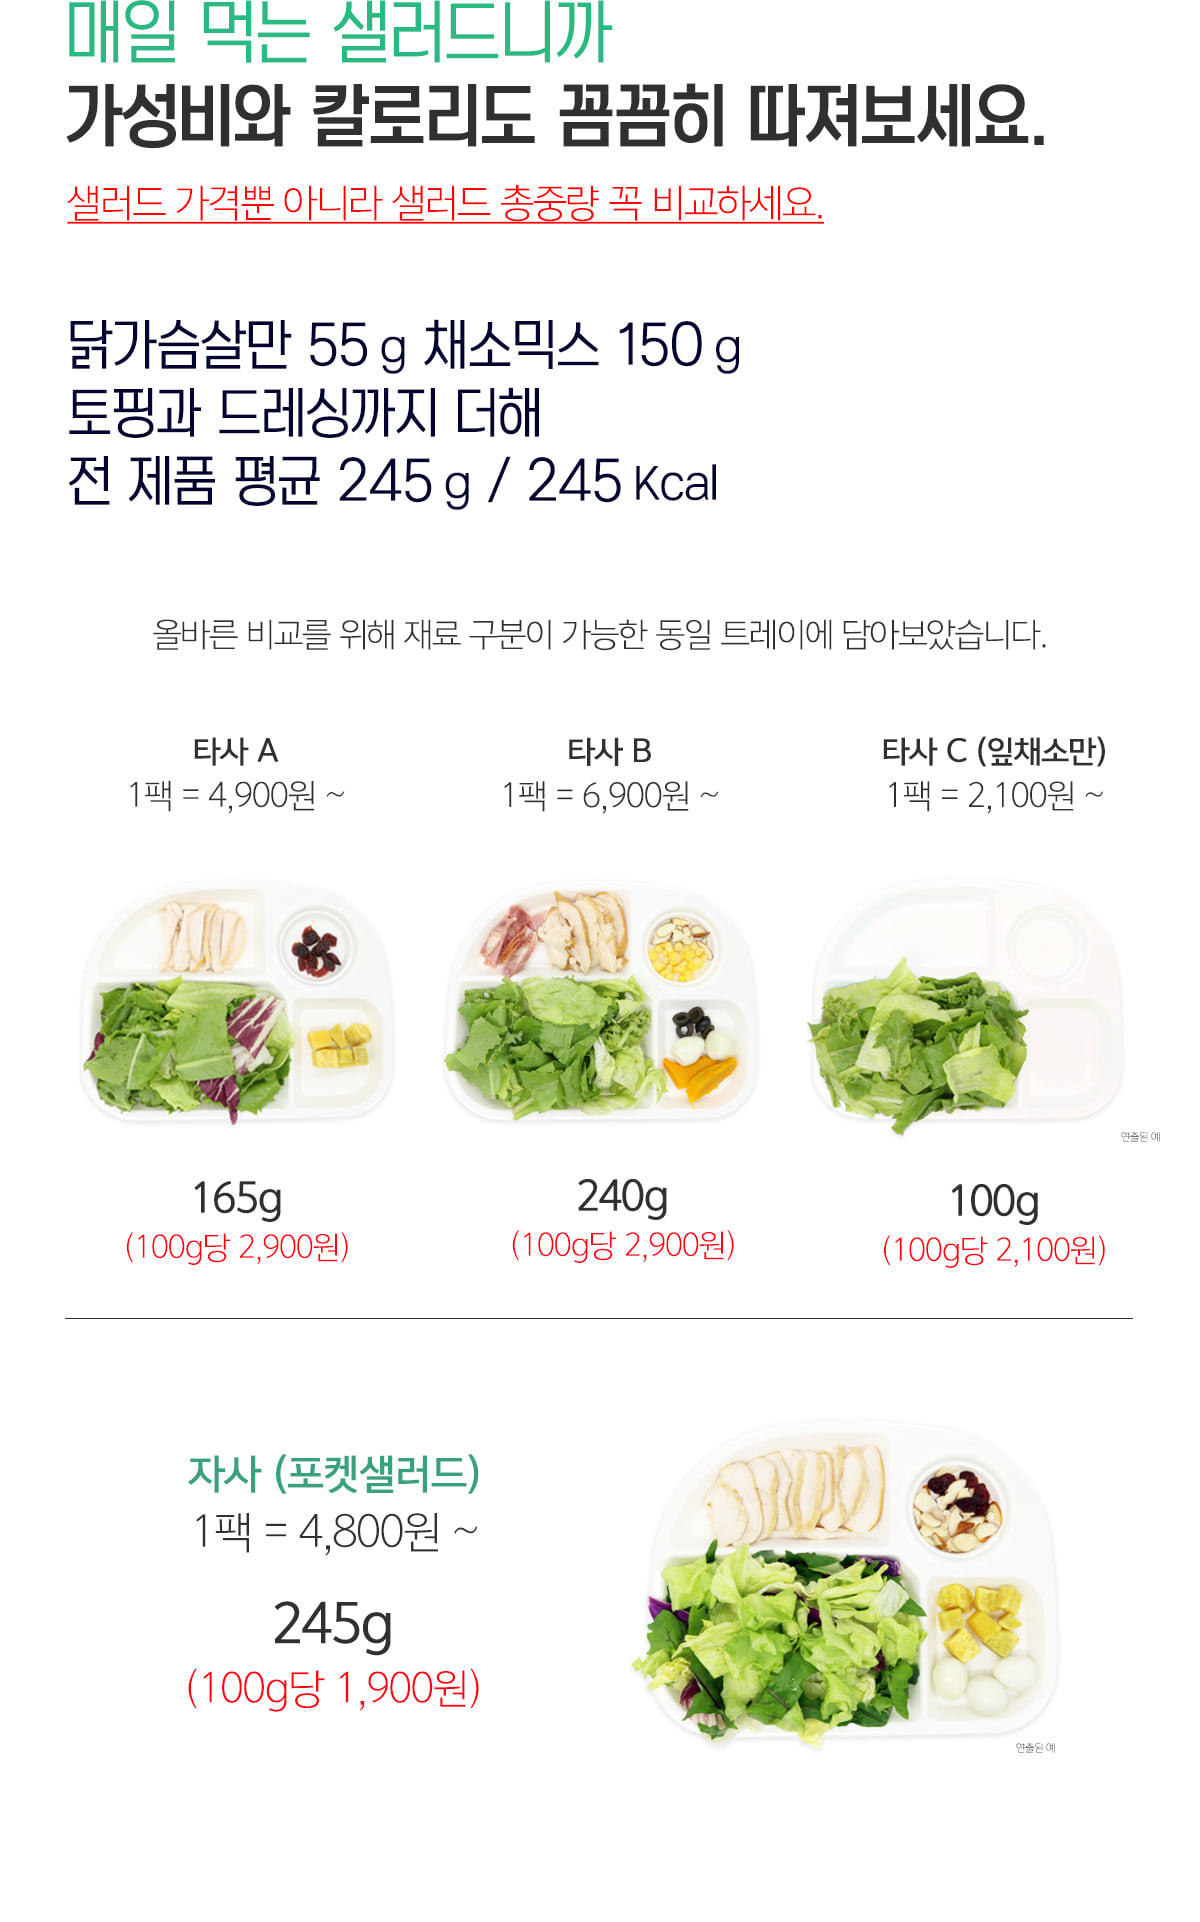 매일 먹는 샐러드니까
가성비와 칼로리도 꼼꼼히 따져보세요.
샐러드 가격뿐 아니라 샐러드 총중량 꼭 비교하세요.
닭가슴살만 55 g 채소믹스 150 g
토핑과 드레싱까지 더해
전 제품 평균 245 g / 245 Kcal
올바른 비교를 위해 재료 구분이 가능한 동일 트레이에 담아보았습니다.
타사 A
1팩 = 4,900원 ~
타사 B
1팩 = 6,900원 ~
타사 C (잎채소만)
1팩 = 2,100원 ~
연출된 예
165g
(100g당 2,900원)
240g
(100g당 2,900원)
100g
(100g당 2,100원)
자사 (포켓샐러드)
1팩 = 4,800원 ~
245g
(100g당 1,900원)
연출된 예